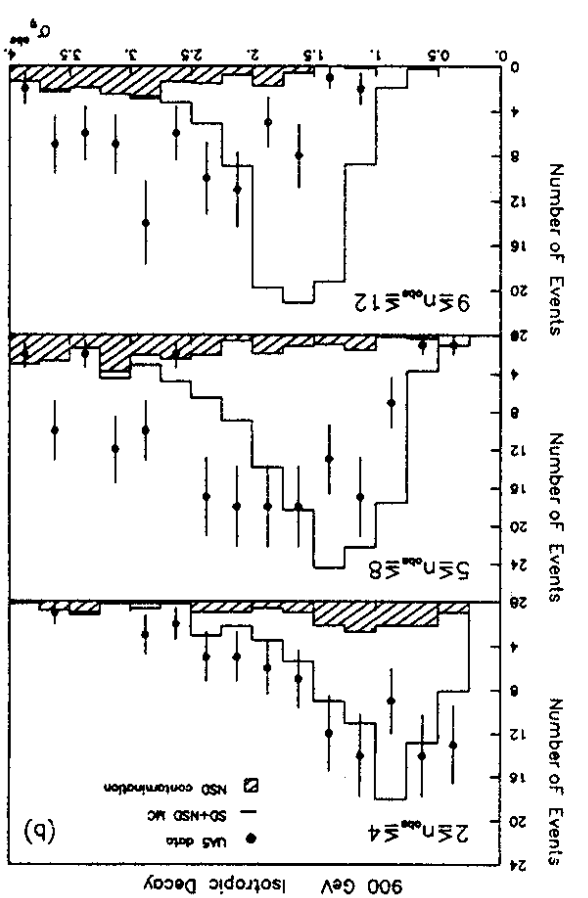 900 GeV Isotropic Decay
2≤n_obs≤4
(b)
● UA5 data
— SD+NSD MC
NSD contamination
Number of Events
24
20
16
12
8
4
28
5≤n_obs≤8
Number of Events
24
20
16
12
8
4
28
9≤n_obs≤12
Number of Events
20
16
12
8
4
0
0. 0.5 1. 1.5 2. 2.5 3. 3.5 4.
σ_η^obs